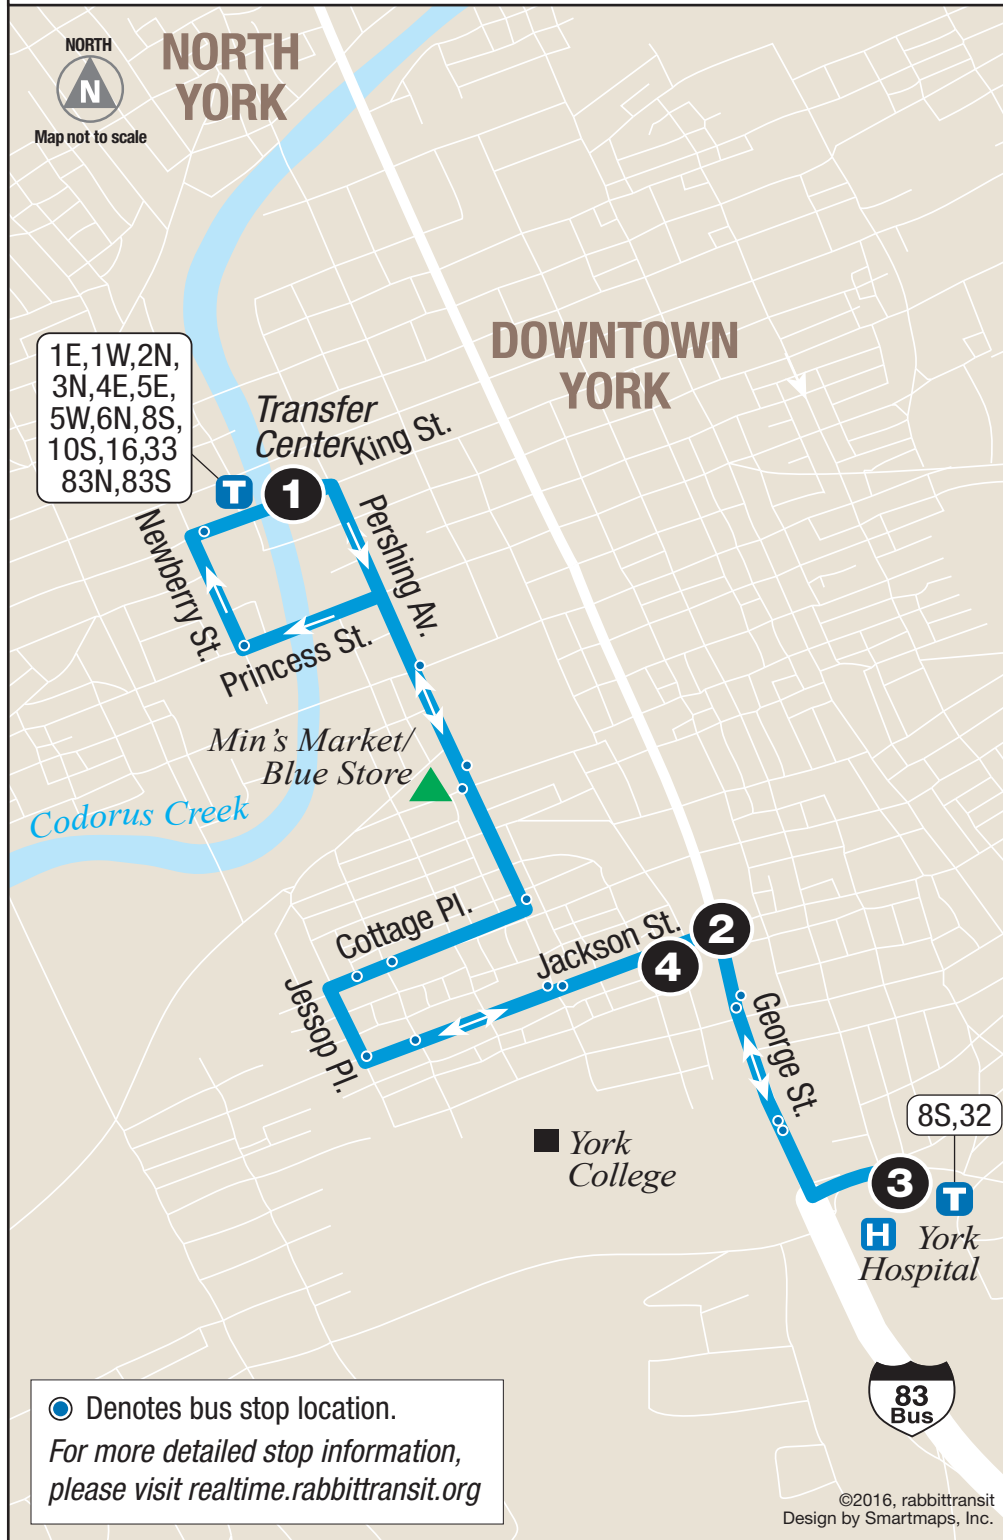 NORTH
N
Map not to scale
NORTH
YORK
DOWNTOWN
YORK
1E,1W,2N,
3N,4E,5E,
5W,6N,8S,
10S,16,33
83N,83S
Transfer
Center
King St.
T
1
Pershing Av.
Newberry St.
Princess St.
Min's Market/
Blue Store
Codorus Creek
Cottage Pl.
Jessop Pl.
Jackson St.
2
4
George St.
York
College
8S,32
3
T
H
York
Hospital
83
Bus
Denotes bus stop location.
For more detailed stop information,
please visit realtime.rabbittransit.org
©2016, rabbittransit
Design by Smartmaps, Inc.